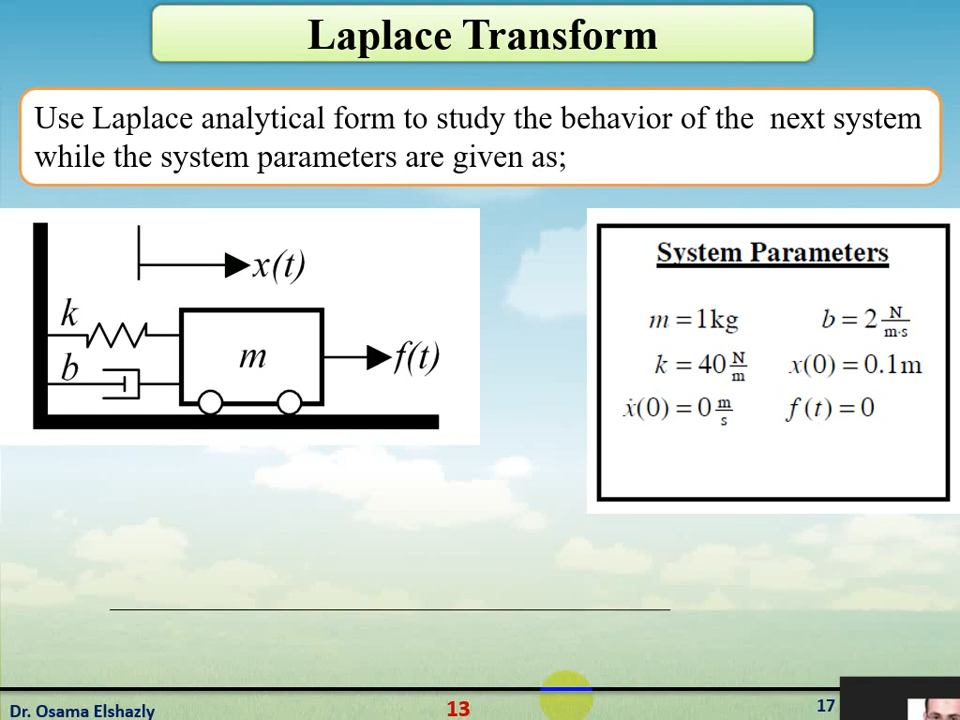 Laplace Transform
Use Laplace analytical form to study the behavior of the next system
while the system parameters are given as;
x(t)
k
b
m
f(t)
System Parameters
m = 1kg b = 2 N/m·s
k = 40 N/m x(0) = 0.1m
ẋ(0) = 0 m/s f(t) = 0
Dr. Osama Elshazly
13
17